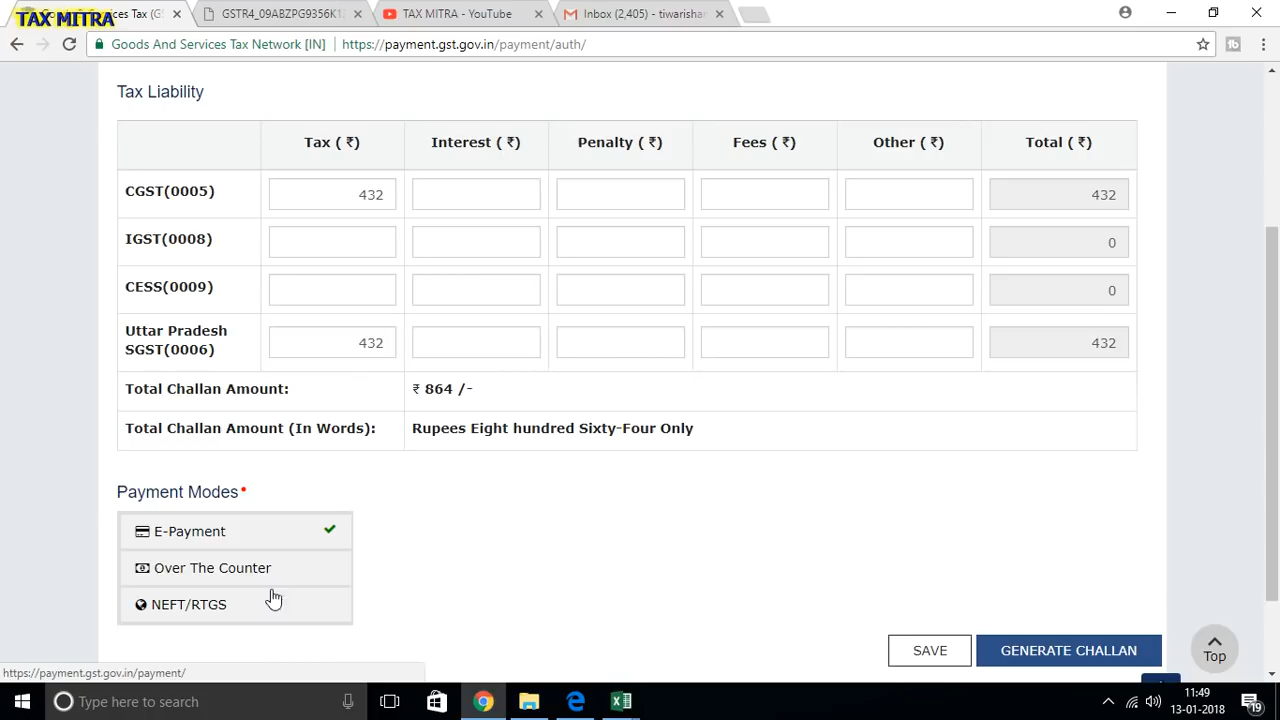 TAX MITRA
s Tax (G
GSTR4_09ABZPG9356K1
TAX MITRA - YouTube
Inbox (2,405) - tiwarishar
Goods And Services Tax Network [IN] https://payment.gst.gov.in/payment/auth/
Tax Liability
Tax ( ₹) Interest ( ₹) Penalty ( ₹) Fees ( ₹) Other ( ₹) Total ( ₹)
CGST(0005) 432 432
IGST(0008) 0
CESS(0009) 0
Uttar Pradesh
SGST(0006) 432 432
Total Challan Amount: ₹ 864 /-
Total Challan Amount (In Words): Rupees Eight hundred Sixty-Four Only
Payment Modes•
E-Payment
Over The Counter
NEFT/RTGS
SAVE GENERATE CHALLAN Top
https://payment.gst.gov.in/payment/
Type here to search
11:49
13-01-2018
19